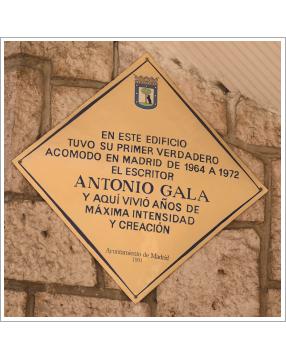 EN ESTE EDIFICIO
TUVO SU PRIMER VERDADERO
ACOMODO EN MADRID DE 1964 A 1972
EL ESCRITOR
ANTONIO GALA
Y AQUÍ VIVIÓ AÑOS DE
MÁXIMA INTENSIDAD
Y CREACIÓN
Ayuntamiento de Madrid
1991